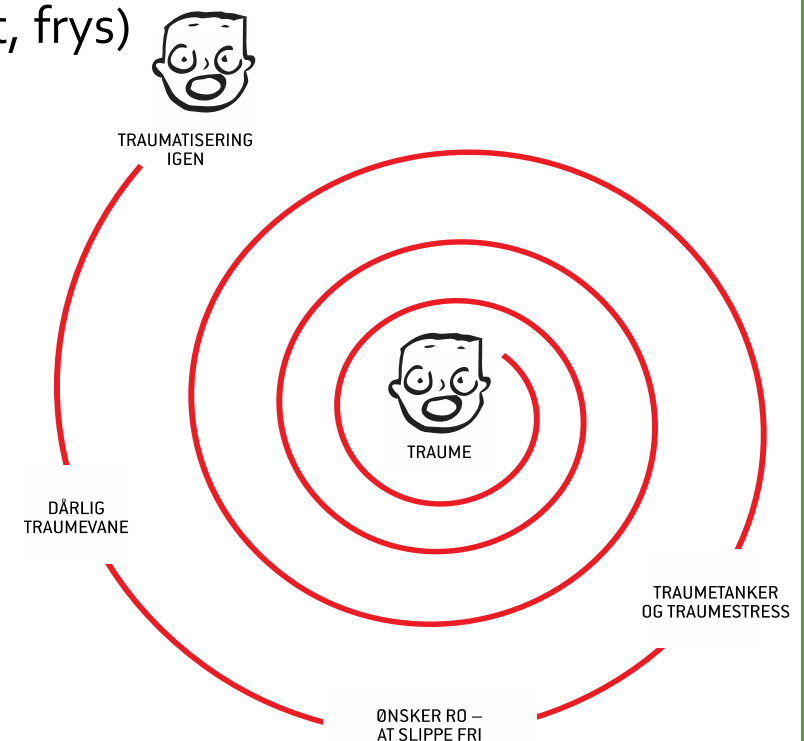 t, frys)
TRAUMATISERING
IGEN
TRAUME
DÅRLIG
TRAUMEVANE
TRAUMETANKER
OG TRAUMESTRESS
ØNSKER RO –
AT SLIPPE FRI